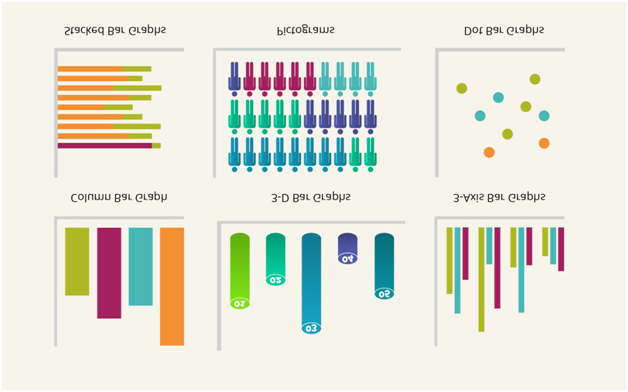 Stacked Bar Graphs
Pictograms
Dot Bar Graphs
Column Bar Graph
3-D Bar Graphs
3-Axis Bar Graphs
01
02
03
04
05